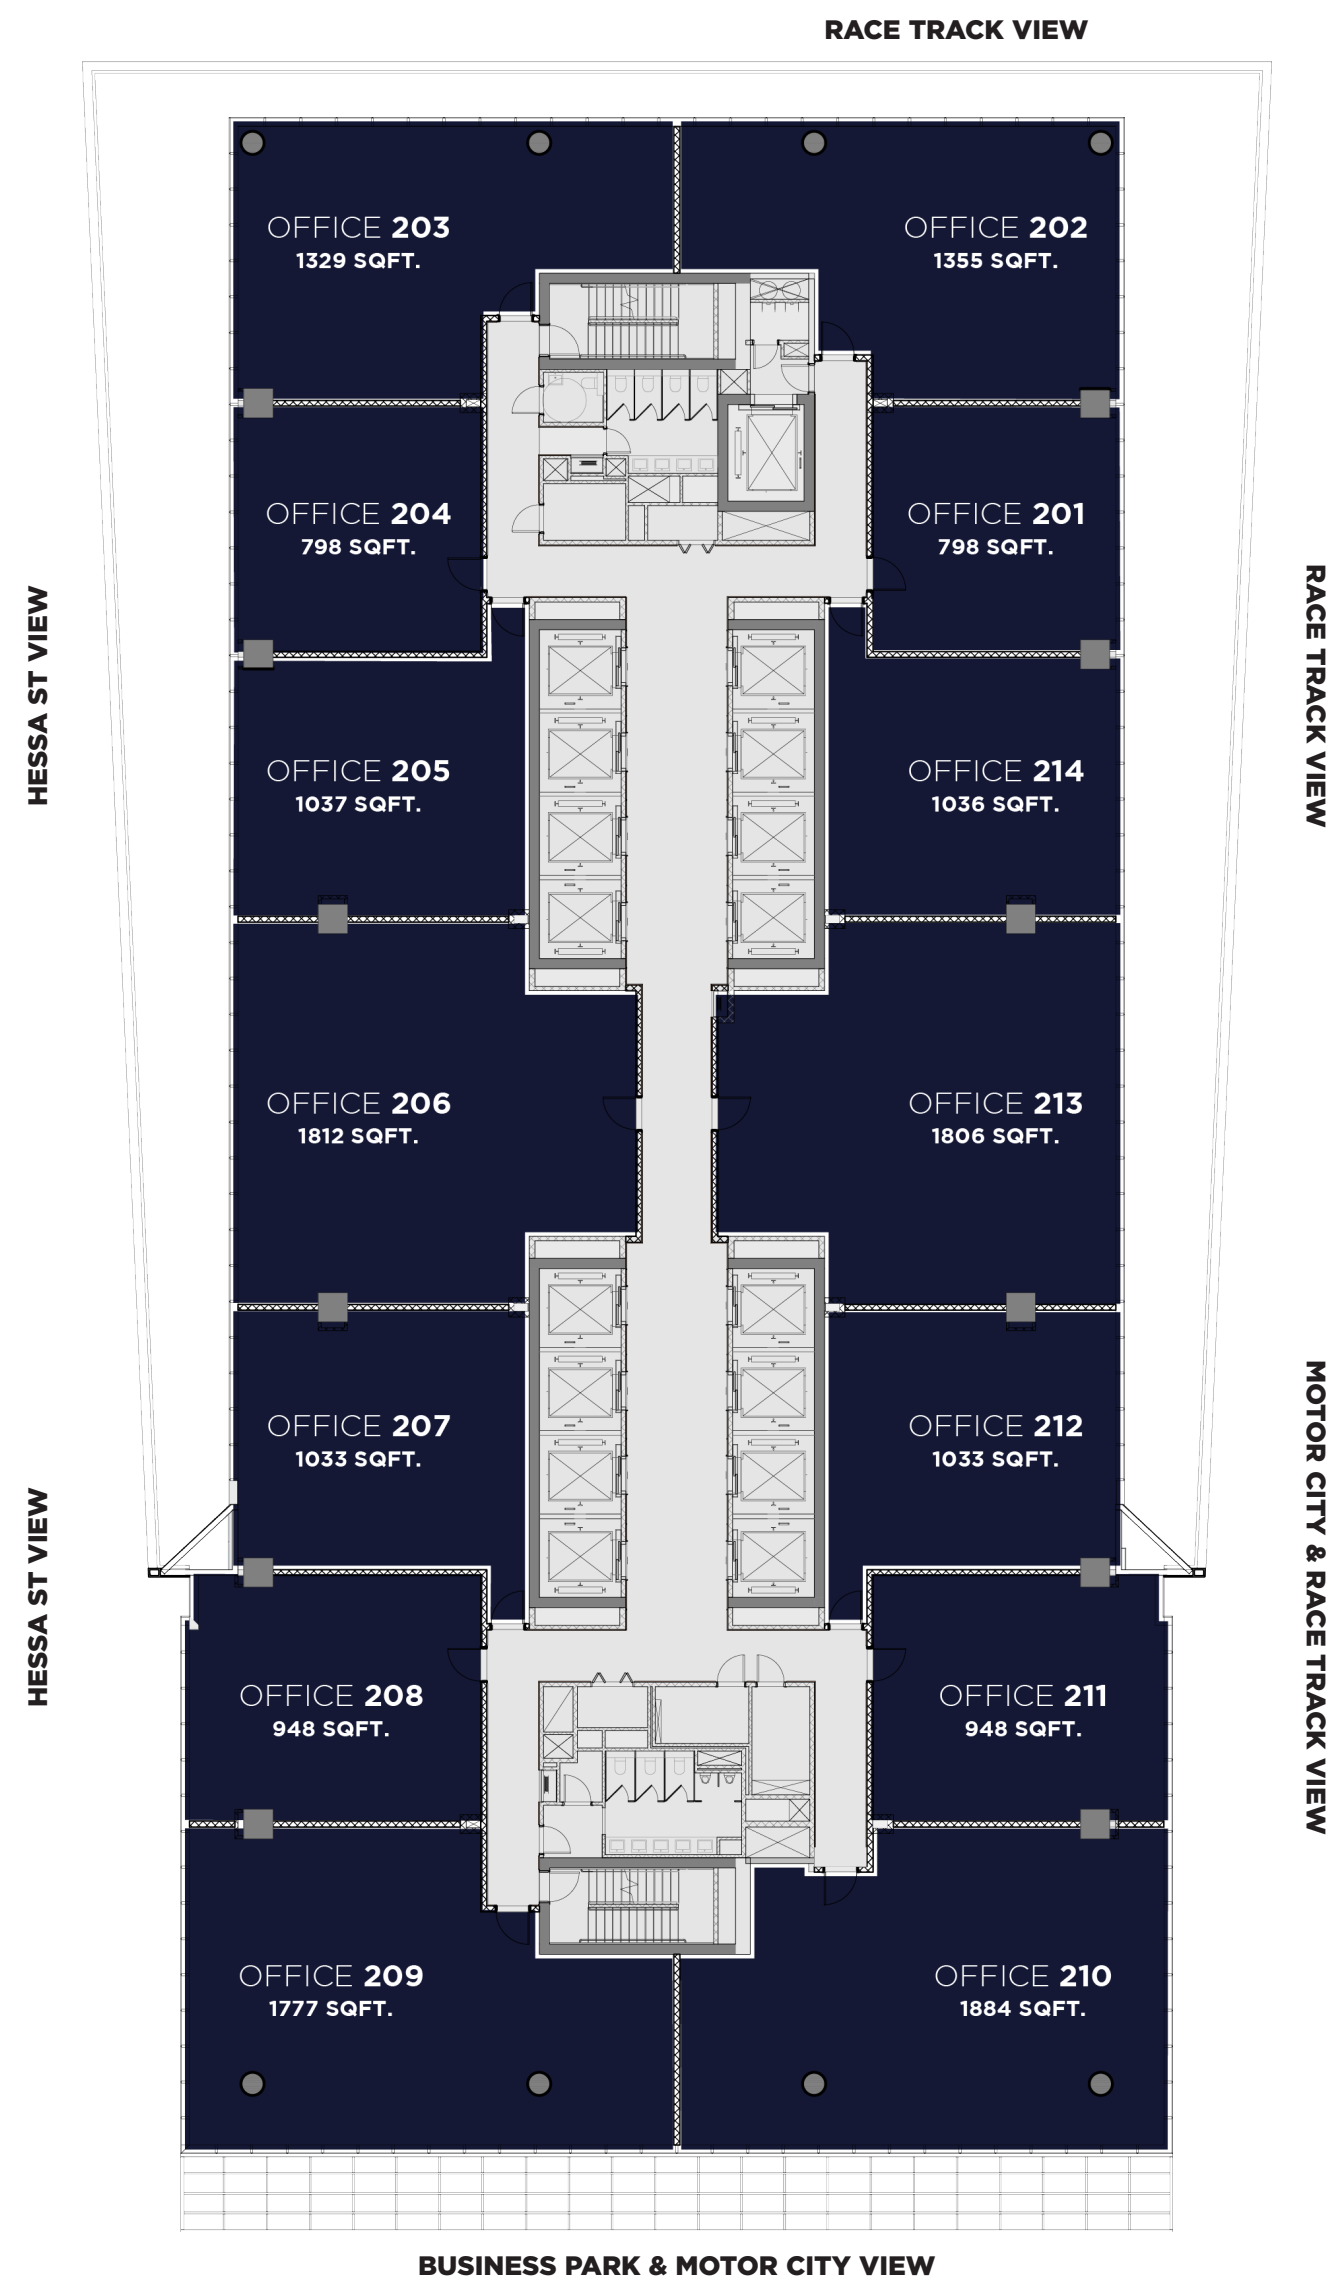 RACE TRACK VIEW
OFFICE 203
1329 SQFT.
OFFICE 202
1355 SQFT.
OFFICE 204
798 SQFT.
OFFICE 201
798 SQFT.
HESSA ST VIEW
RACE TRACK VIEW
OFFICE 205
1037 SQFT.
OFFICE 214
1036 SQFT.
OFFICE 206
1812 SQFT.
OFFICE 213
1806 SQFT.
OFFICE 207
1033 SQFT.
OFFICE 212
1033 SQFT.
HESSA ST VIEW
MOTOR CITY & RACE TRACK VIEW
OFFICE 208
948 SQFT.
OFFICE 211
948 SQFT.
OFFICE 209
1777 SQFT.
OFFICE 210
1884 SQFT.
BUSINESS PARK & MOTOR CITY VIEW